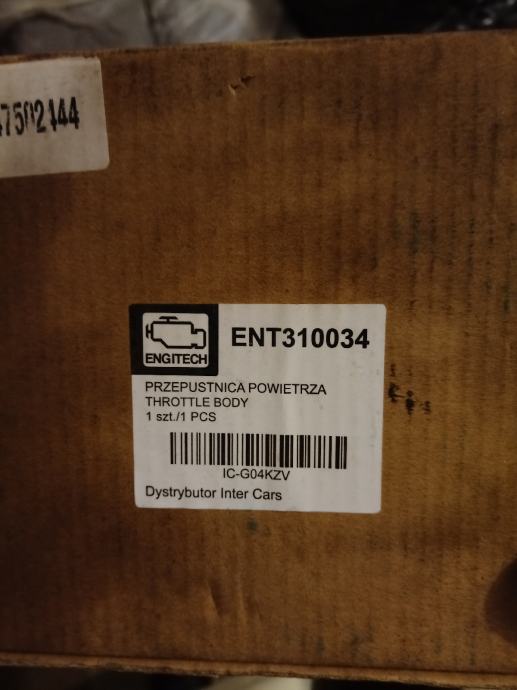 7502144
ENGITECH
ENT310034
PRZEPUSTNICA POWIETRZA
THROTTLE BODY
1 szt./1 PCS
IC-G04KZV
Dystrybutor Inter Cars